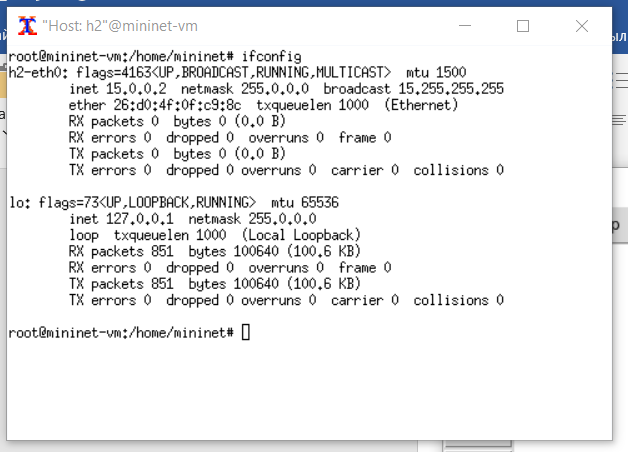 "Host: h2"@mininet-vm
root@mininet-vm:/home/mininet# ifconfig
h2-eth0: flags=4163<UP,BROADCAST,RUNNING,MULTICAST>  mtu 1500
        inet 15.0.0.2  netmask 255.0.0.0  broadcast 15.255.255.255
        ether 26:d0:4f:0f:c9:8c  txqueuelen 1000  (Ethernet)
        RX packets 0  bytes 0 (0.0 B)
        RX errors 0  dropped 0  overruns 0  frame 0
        TX packets 0  bytes 0 (0.0 B)
        TX errors 0  dropped 0 overruns 0  carrier 0  collisions 0
lo: flags=73<UP,LOOPBACK,RUNNING>  mtu 65536
        inet 127.0.0.1  netmask 255.0.0.0
        loop  txqueuelen 1000  (Local Loopback)
        RX packets 851  bytes 100640 (100.6 KB)
        RX errors 0  dropped 0  overruns 0  frame 0
        TX packets 851  bytes 100640 (100.6 KB)
        TX errors 0  dropped 0 overruns 0  carrier 0  collisions 0
root@mininet-vm:/home/mininet#